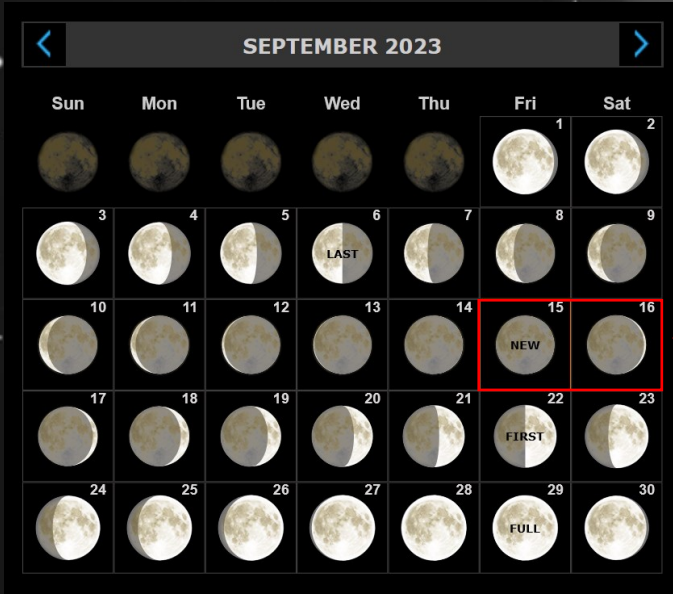 SEPTEMBER 2023
Sun Mon Tue Wed Thu Fri Sat
1 2
3 4 5 6 7 8 9
LAST
10 11 12 13 14 15 16
NEW
17 18 19 20 21 22 23
FIRST
24 25 26 27 28 29 30
FULL